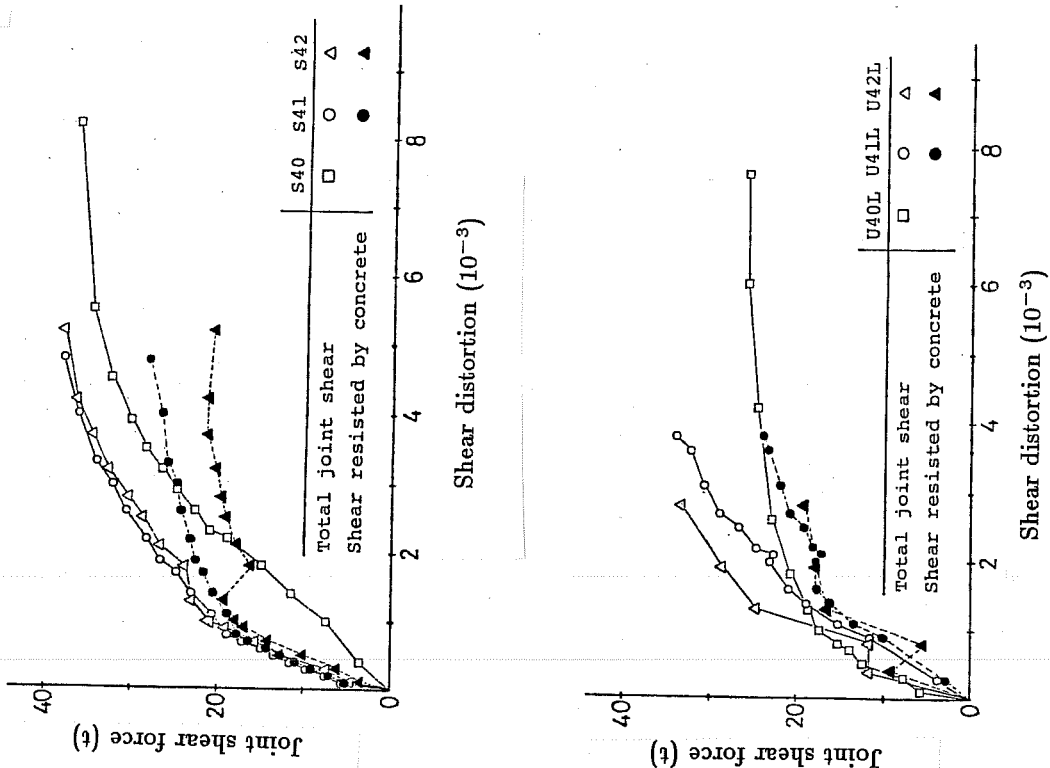 Joint shear force (t)
40
20
0
2
4
6
8
Shear distortion (10⁻³)
S40 S41 S42
Total joint shear □ ○ △
Shear resisted by concrete ● ▲
Joint shear force (t)
40
20
0
2
4
6
8
Shear distortion (10⁻³)
U40L U41L U42L
Total joint shear □ ○ △
Shear resisted by concrete ● ▲